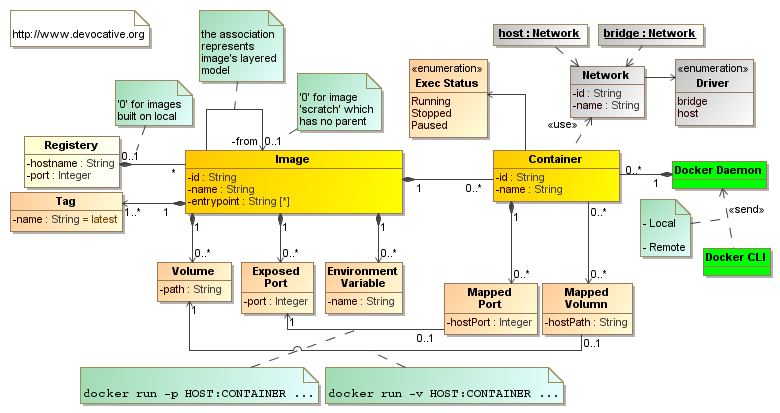 http://www.devocative.org
the association
represents
image's layered
model
host : Network
bridge : Network
«enumeration»
Exec Status
Running
Stopped
Paused
Network
-id : String
-name : String
«enumeration»
Driver
bridge
host
'0' for images
built on local
'0' for image
'scratch' which
has no parent
«use»
-from
0..1
Registery
-hostname : String
-port : Integer
0..1
*
Image
-id : String
-name : String
-entrypoint : String [*]
1
0..*
Container
-id : String
-name : String
0..*
1
Docker Daemon
Tag
-name : String = latest
1..*
1
«send»
- Local
- Remote
Docker CLI
1
1
1
1
1
0..*
0..*
0..*
0..*
0..*
Volume
-path : String
Exposed
Port
-port : Integer
Environment
Variable
-name : String
Mapped
Port
-hostPort : Integer
Mapped
Volumn
-hostPath : String
1
1
0..1
0..1
docker run -p HOST:CONTAINER ...
docker run -v HOST:CONTAINER ...